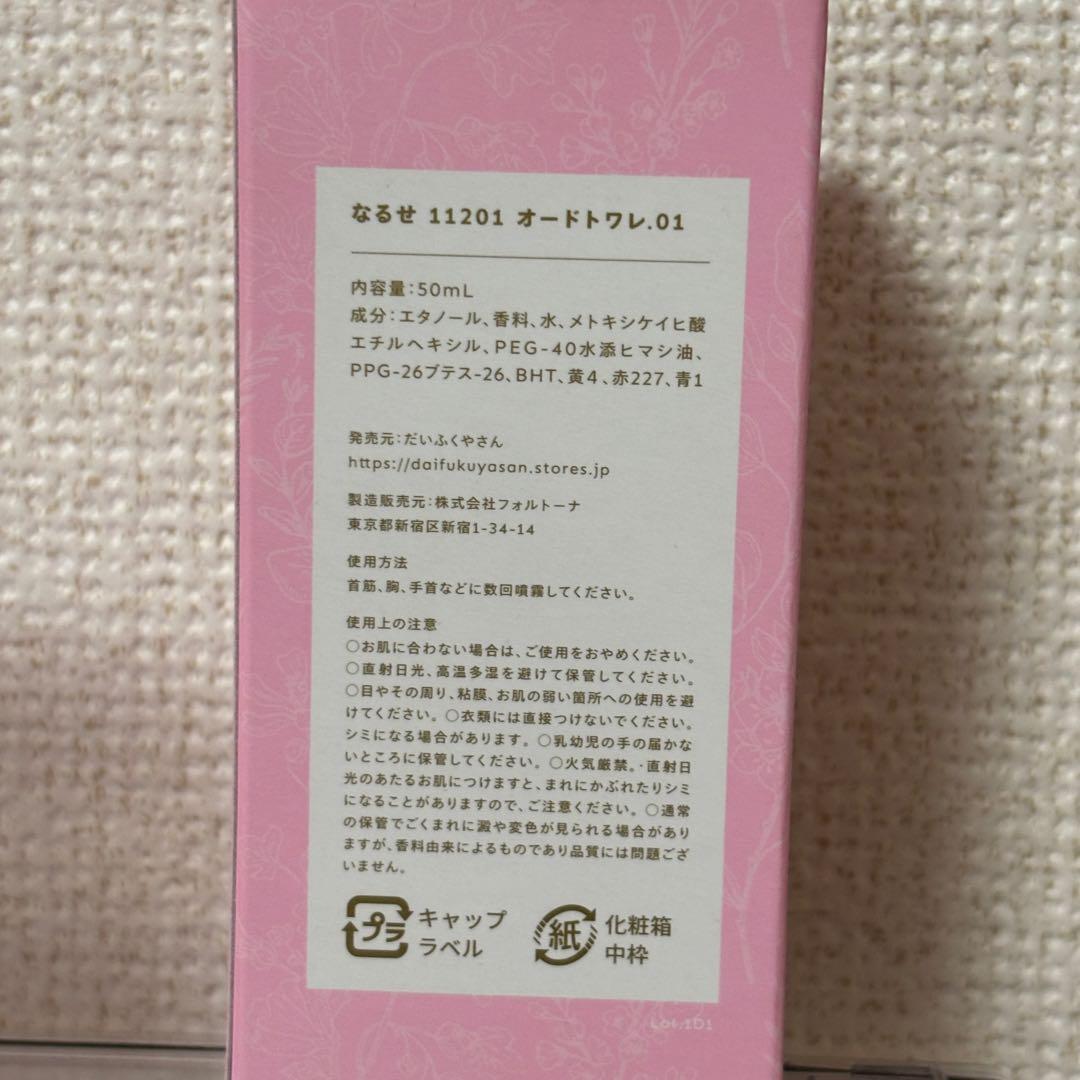 なるせ 11201 オードトワレ.01
内容量:50mL
成分:エタノール、香料、水、メトキシケイヒ酸
エチルヘキシル、PEG-40水添ヒマシ油、
PPG-26ブテス-26、BHT、黄4、赤227、青1
発売元:だいふくやさん
https://daifukuyasan.stores.jp
製造販売元:株式会社フォルトーナ
東京都新宿区新宿1-34-14
使用方法
首筋、胸、手首などに数回噴霧してください。
使用上の注意
○お肌に合わない場合は、ご使用をおやめください。
○直射日光、高温多湿を避けて保管してください。
○目やその周り、粘膜、お肌の弱い箇所への使用を避
けてください。○衣類には直接つけないでください。
シミになる場合があります。○乳幼児の手の届かな
いところに保管してください。○火気厳禁。・直射日
光のあたるお肌につけますと、まれにかぶれたりシミ
になることがありますので、ご注意ください。○通常
の保管でごくまれに澱や変色が見られる場合があり
ますが、香料由来によるものであり品質には問題ござ
いません。
プラ キャップ
ラベル
紙 化粧箱
中枠
Lot.1D1